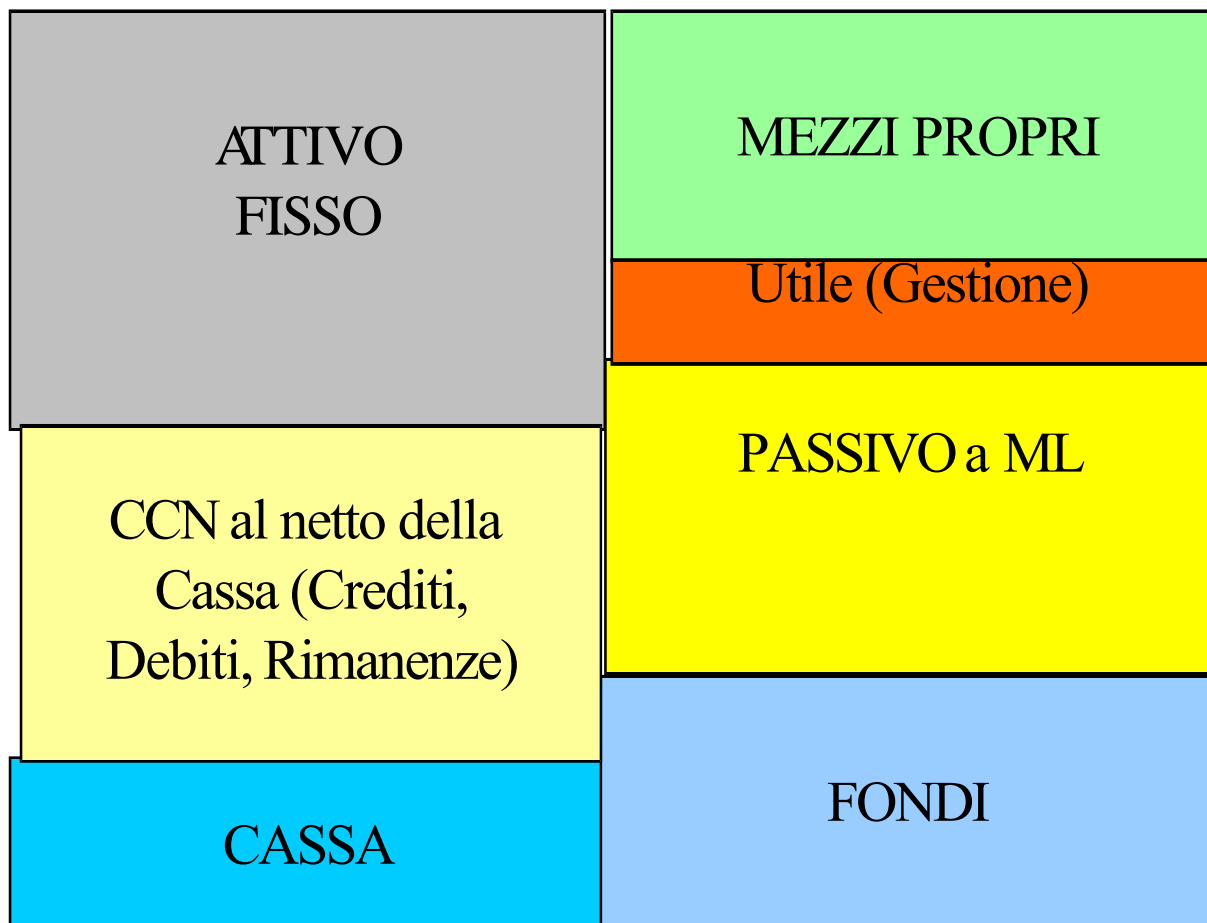 ATTIVO
FISSO
CCN al netto della
Cassa (Crediti,
Debiti, Rimanenze)
CASSA
MEZZI PROPRI
Utile (Gestione)
PASSIVO a ML
FONDI